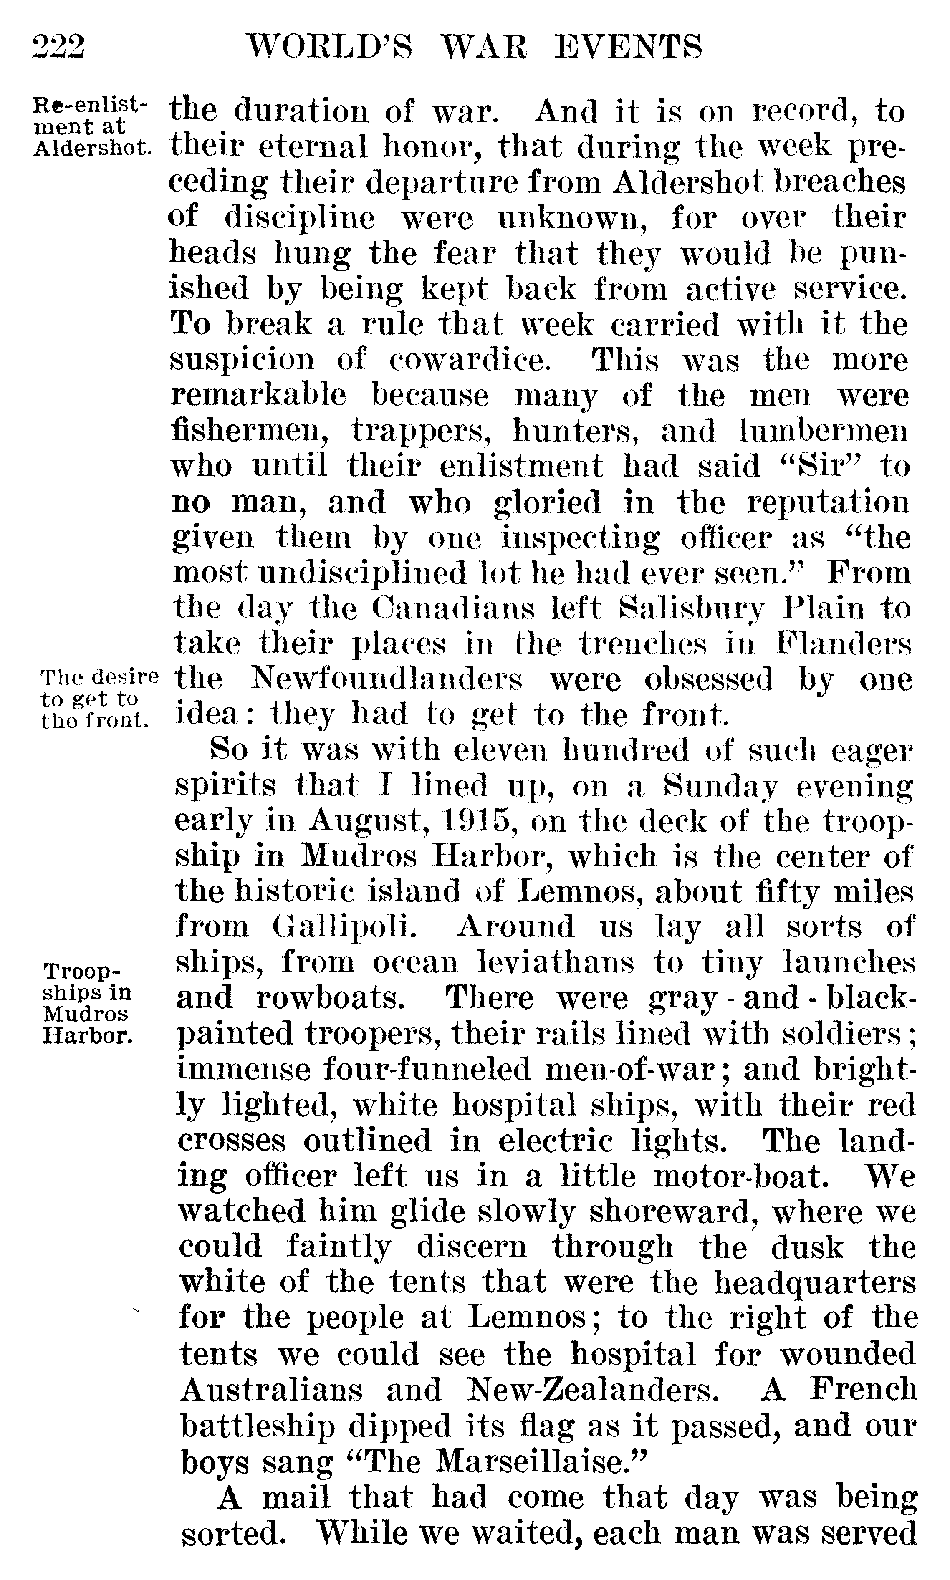 222 WORLD'S WAR EVENTS
Re-enlist-
ment at
Aldershot.
the duration of war. And it is on record, to
their eternal honor, that during the week pre-
ceding their departure from Aldershot breaches
of discipline were unknown, for over their
heads hung the fear that they would be pun-
ished by being kept back from active service.
To break a rule that week carried with it the
suspicion of cowardice. This was the more
remarkable because many of the men were
fishermen, trappers, hunters, and lumbermen
who until their enlistment had said “Sir” to
no man, and who gloried in the reputation
given them by one inspecting officer as “the
most undisciplined lot he had ever seen.” From
the day the Canadians left Salisbury Plain to
take their places in the trenches in Flanders
The desire
to get to
the front.
the Newfoundlanders were obsessed by one
idea: they had to get to the front.
So it was with eleven hundred of such eager
spirits that I lined up, on a Sunday evening
early in August, 1915, on the deck of the troop-
ship in Mudros Harbor, which is the center of
the historic island of Lemnos, about fifty miles
from Gallipoli. Around us lay all sorts of
Troop-
ships in
Mudros
Harbor.
ships, from ocean leviathans to tiny launches
and rowboats. There were gray-and-black-
painted troopers, their rails lined with soldiers;
immense four-funneled men-of-war; and bright-
ly lighted, white hospital ships, with their red
crosses outlined in electric lights. The land-
ing officer left us in a little motor-boat. We
watched him glide slowly shoreward, where we
could faintly discern through the dusk the
white of the tents that were the headquarters
for the people at Lemnos; to the right of the
tents we could see the hospital for wounded
Australians and New-Zealanders. A French
battleship dipped its flag as it passed, and our
boys sang “The Marseillaise.”
A mail that had come that day was being
sorted. While we waited, each man was served